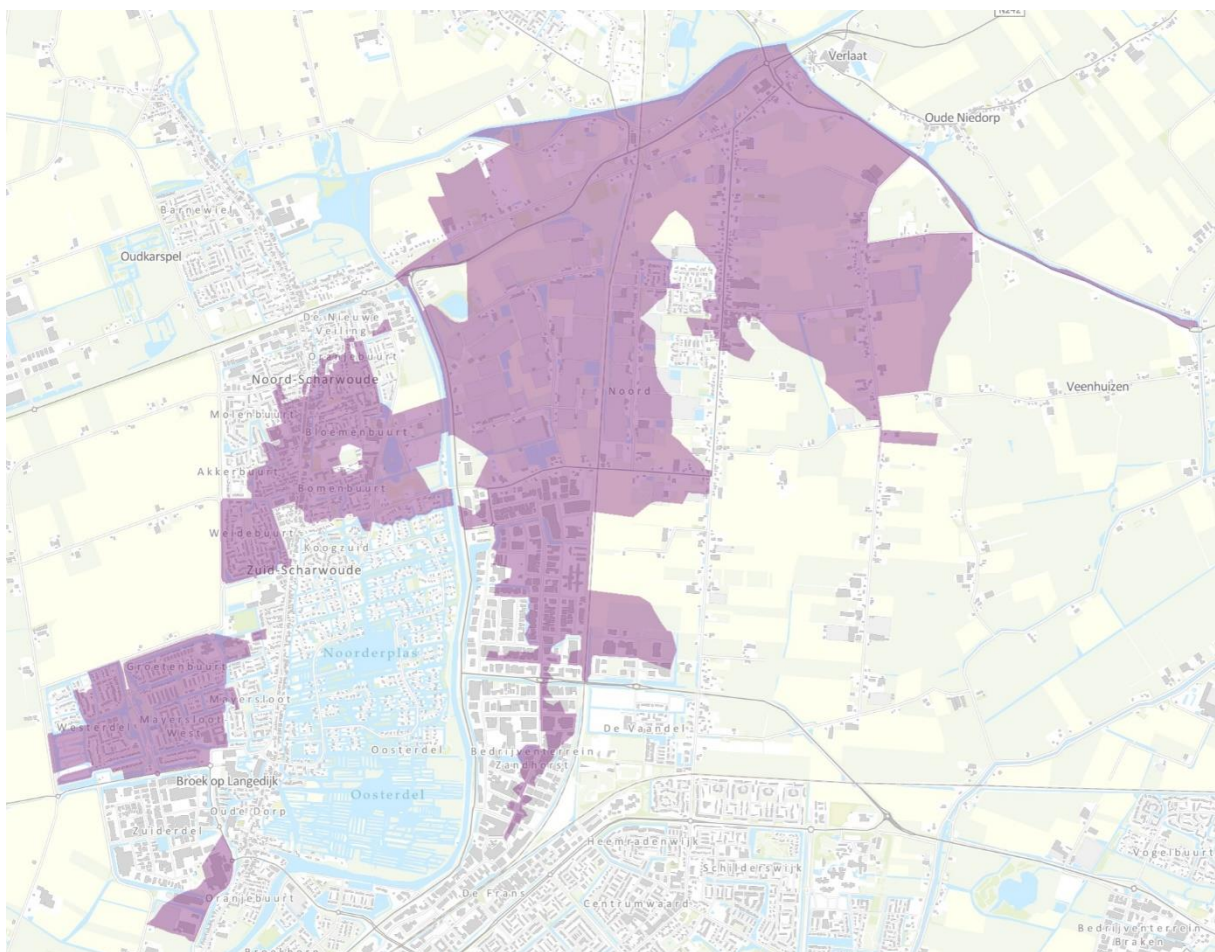 N242
Verlaat
Oude Niedorp
Barnewiel
Oudkarspel
De Nieuwe
Veiling
Oranjebuurt
Noord-Scharwoude
Molenbuurt
Noord
Veenhuizen
Bloemenbuurt
Akkerbuurt
Bomenbuurt
Weidebuurt
Koogzuid
Zuid-Scharwoude
Noorderplas
Groetenbuurt
Mayersloot
Westerdel
Mayersloot
West
De Vaandel
Oosterdel
Bedrijventerrein
Zandhorst
Broek op Langedijk
Oosterdel
Oude Dorp
Zuiderdel
Heemradenwijk
Vogelbuurt
Schilderswijk
De Frans
Oranjebuurt
Centrumwaard
Bedrijventerrein
Braken